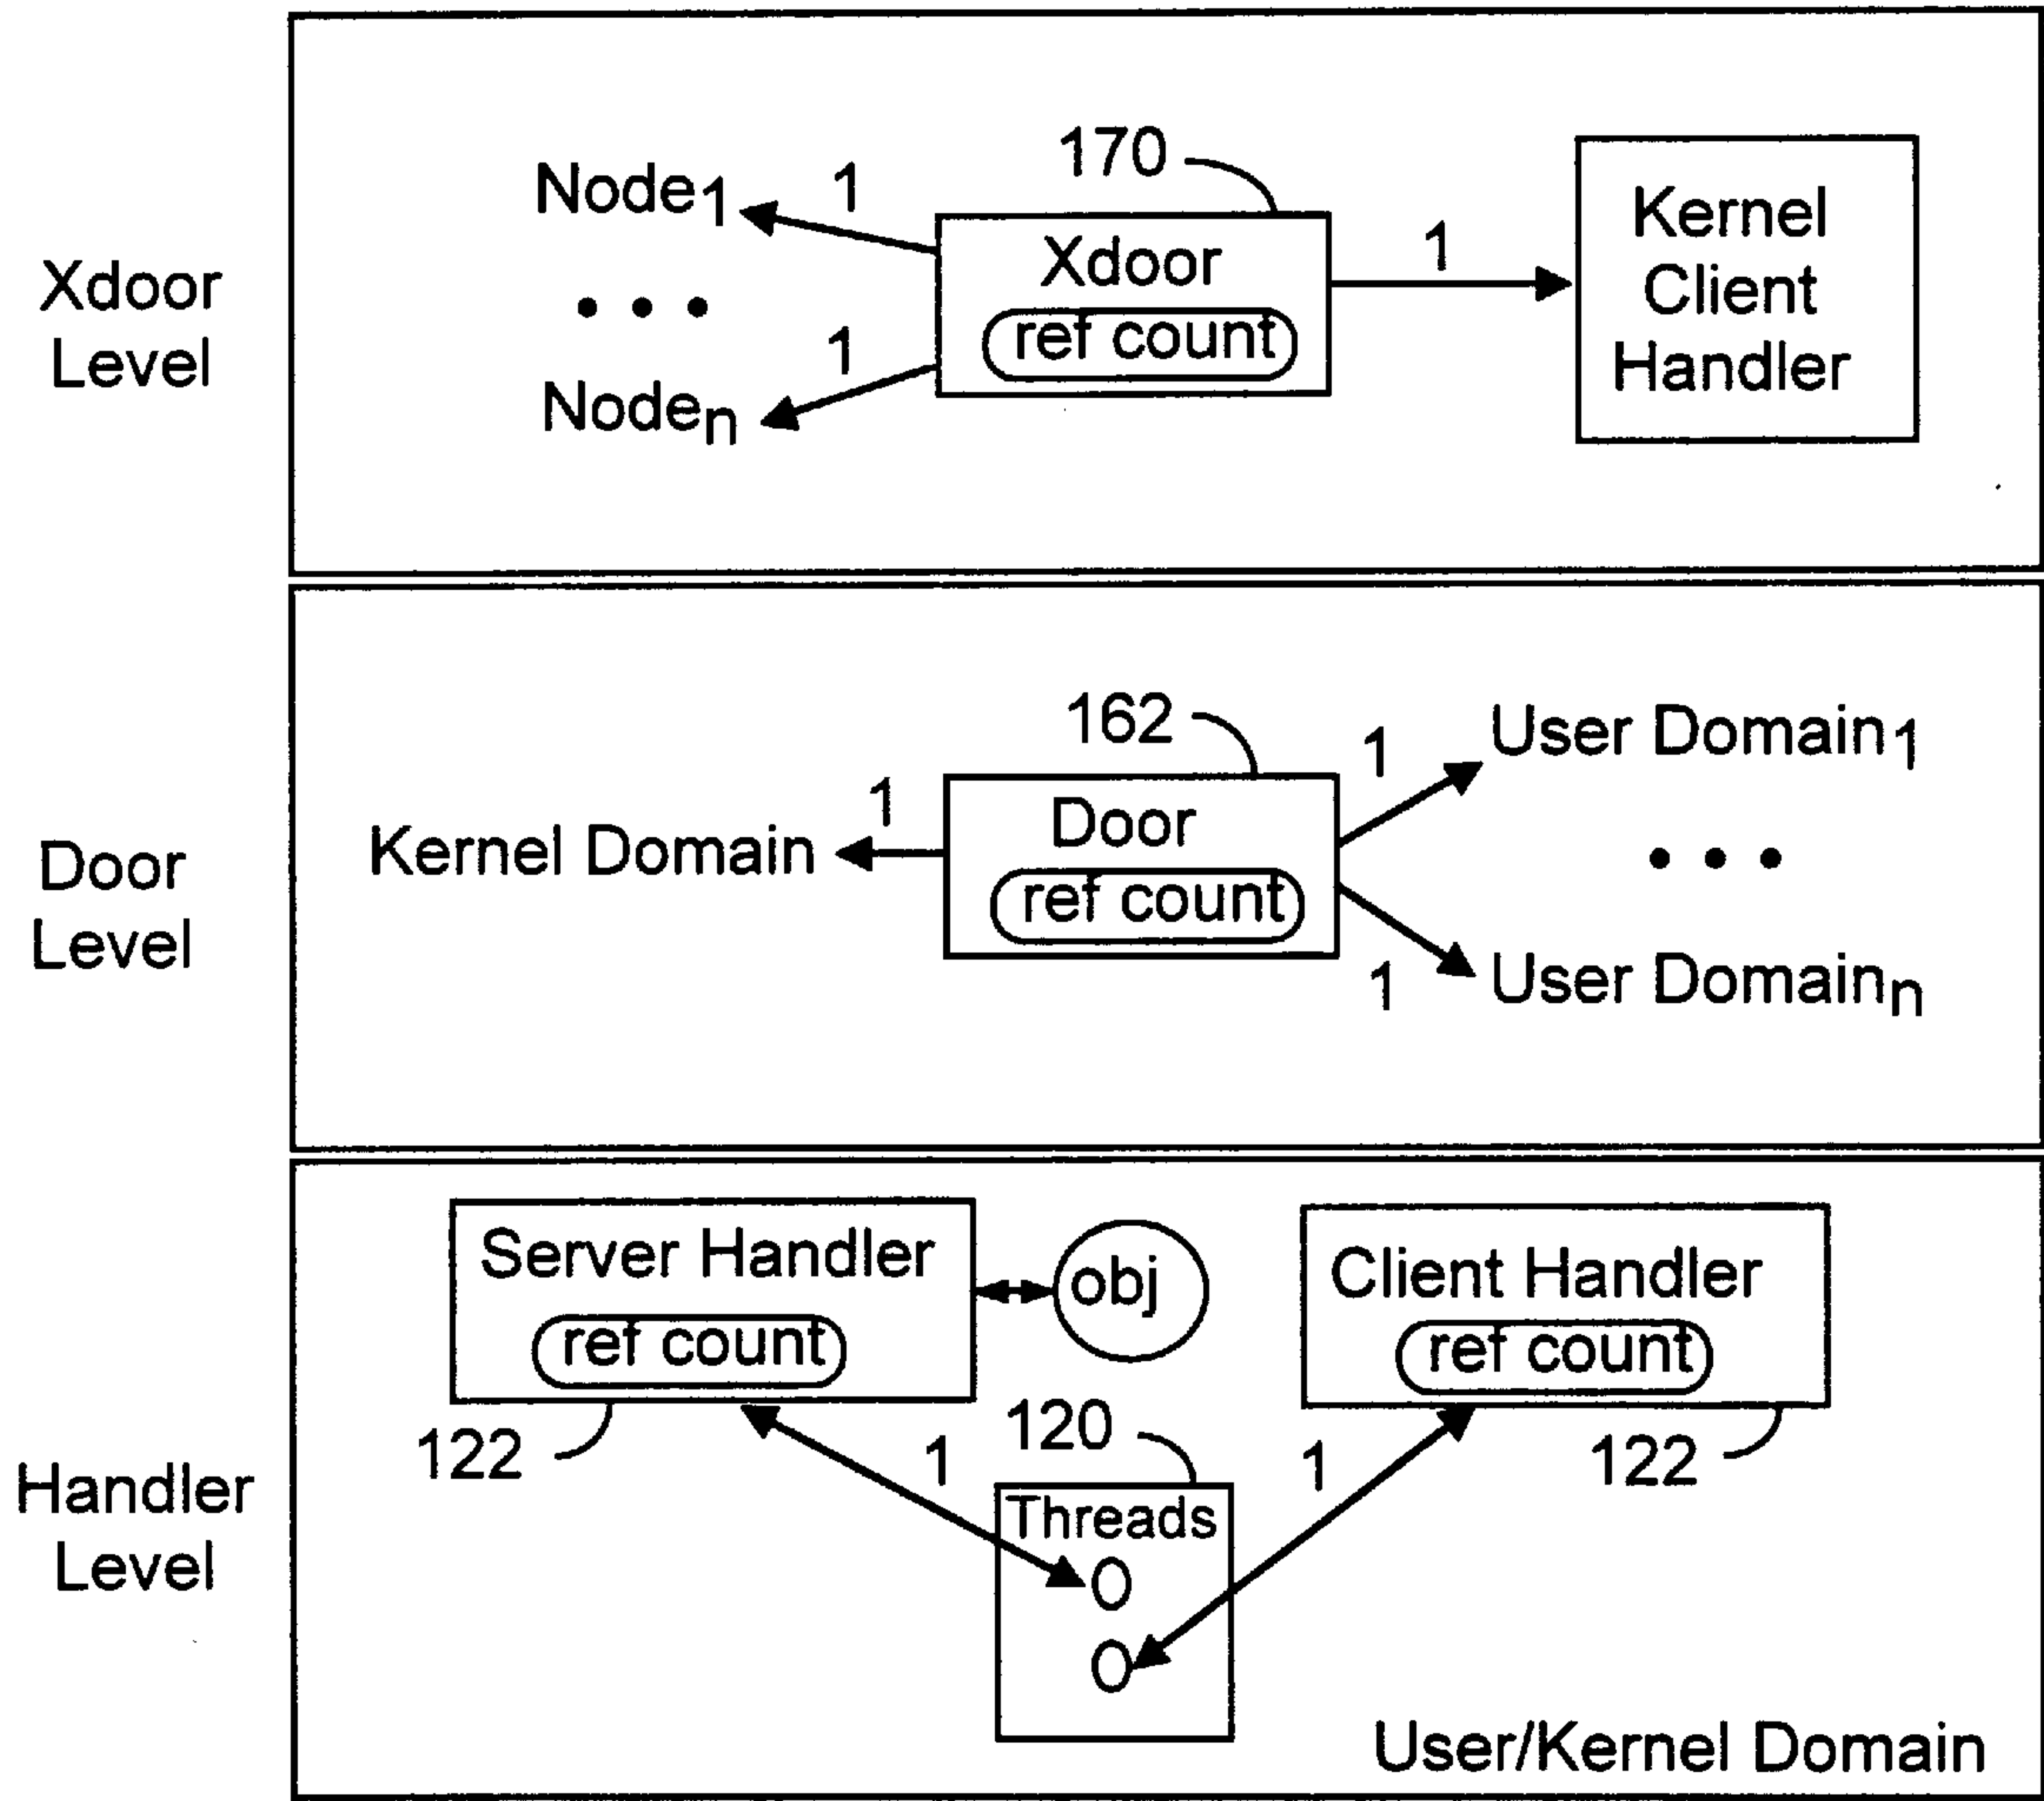 Xdoor
Level
Node1
1
• • •
1
Noden
170
Xdoor
ref count
1
Kernel
Client
Handler
Door
Level
Kernel Domain
1
162
Door
ref count
1
User Domain1
• • •
1
User Domainn
Handler
Level
Server Handler
ref count
122
obj
Client Handler
ref count
122
1
120
1
Threads
User/Kernel Domain